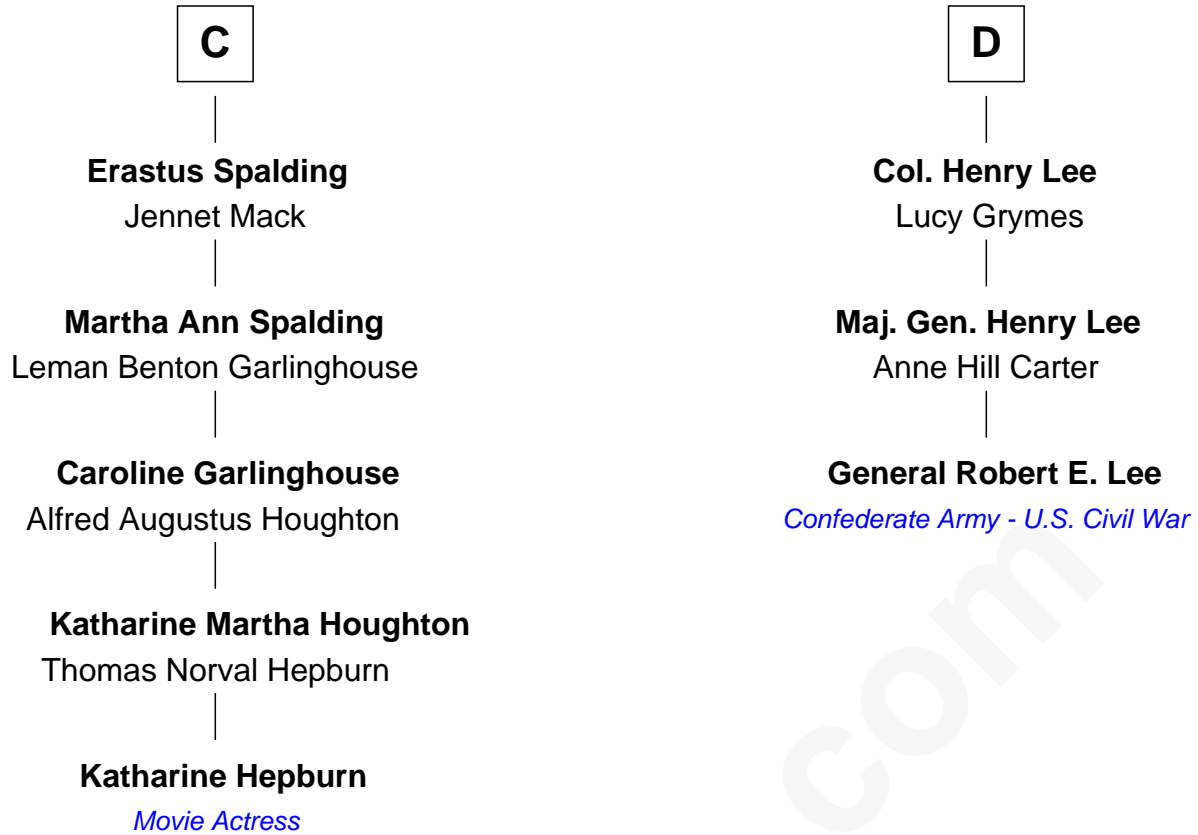 C
Erastus Spalding
Jennet Mack
Martha Ann Spalding
Leman Benton Garlinghouse
Caroline Garlinghouse
Alfred Augustus Houghton
Katharine Martha Houghton
Thomas Norval Hepburn
Katharine Hepburn
Movie Actress
D
Col. Henry Lee
Lucy Grymes
Maj. Gen. Henry Lee
Anne Hill Carter
General Robert E. Lee
Confederate Army - U.S. Civil War
com